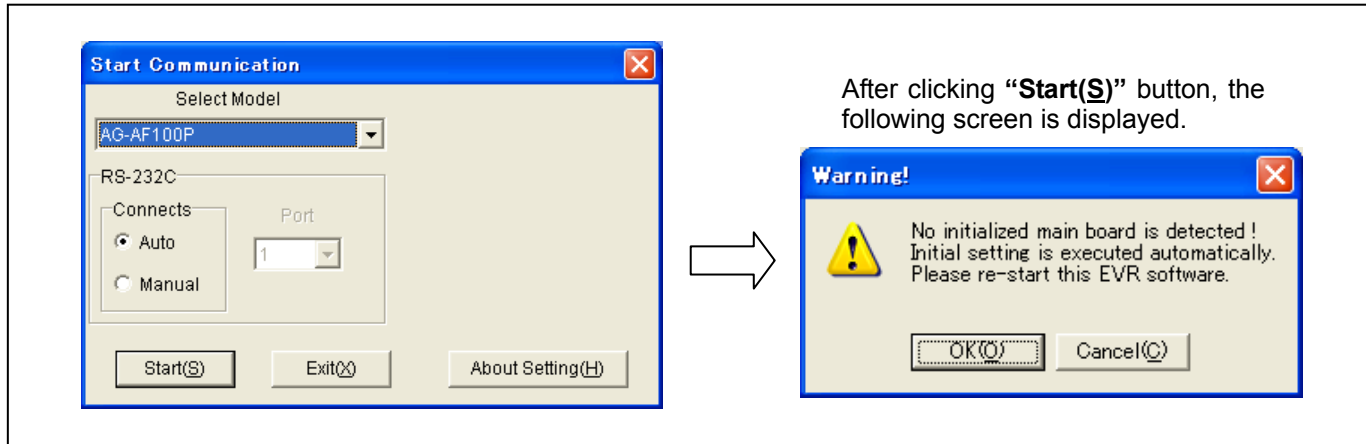 Start Communication
Select Model
AG-AF100P
RS-232C
Connects
Port
Auto
1
Manual
Start(S)
Exit(X)
About Setting(H)
After clicking “Start(S)” button, the
following screen is displayed.
Warning!
No initialized main board is detected !
Initial setting is executed automatically.
Please re-start this EVR software.
OK(O)
Cancel(C)